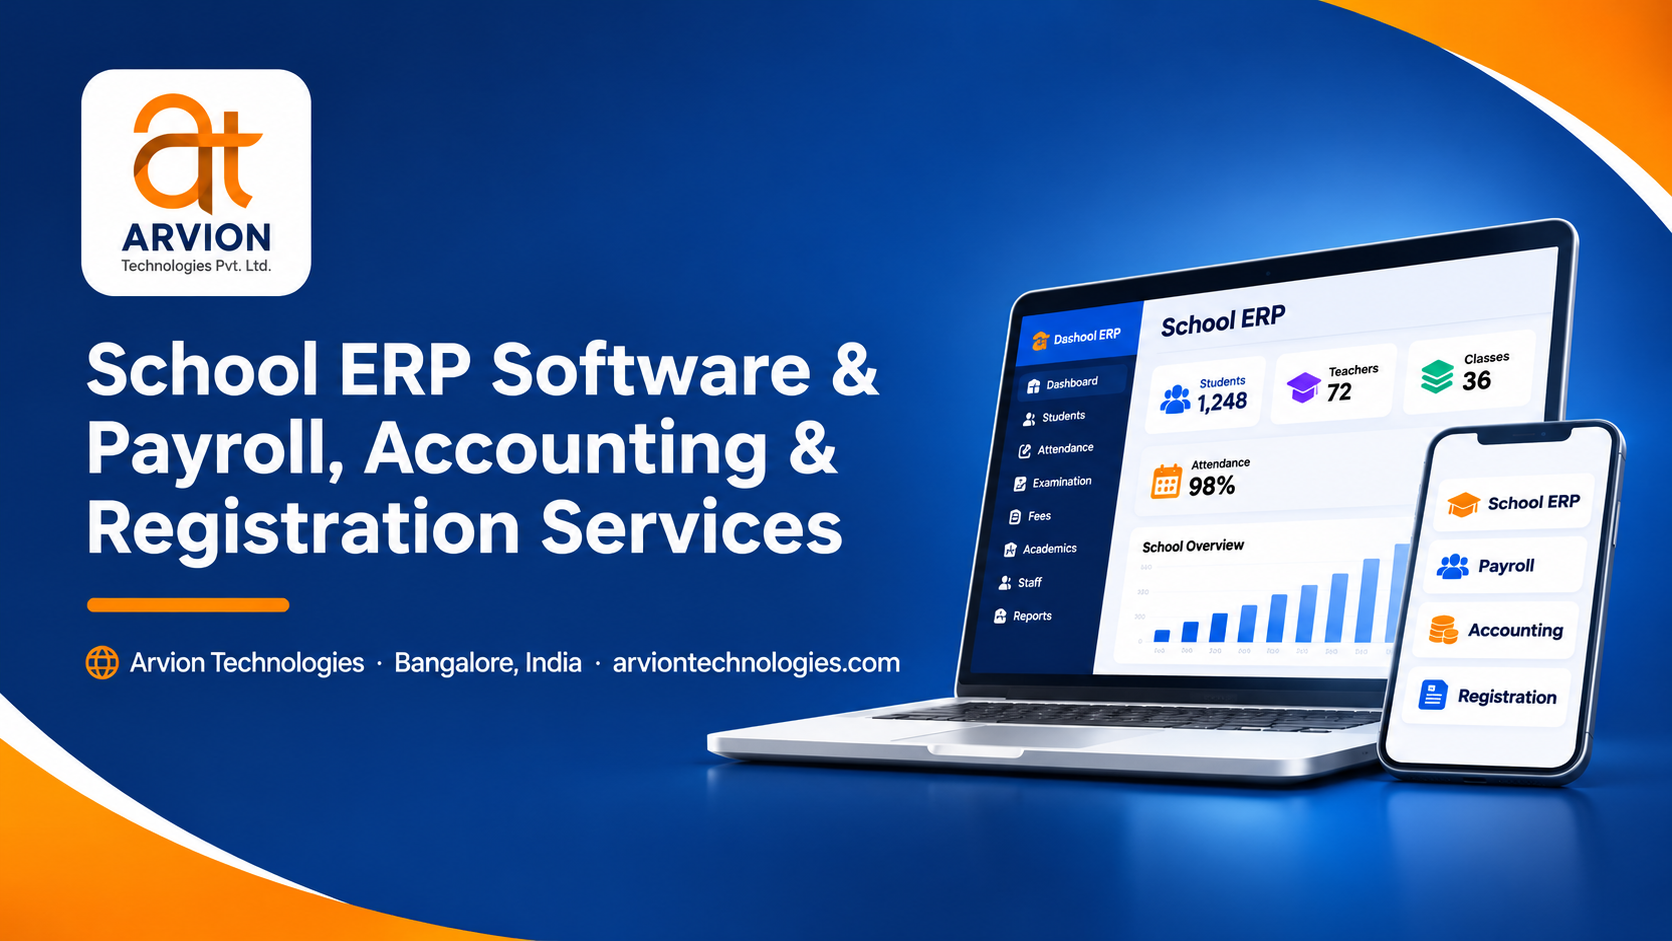 at
ARVION
Technologies Pvt. Ltd.
School ERP Software &
Payroll, Accounting &
Registration Services
Arvion Technologies · Bangalore, India · arviontechnologies.com
Dashool ERP
Dashboard
Students
Attendance
Examination
Fees
Academics
Staff
Reports
School ERP
Students
1,248
Teachers
72
Classes
36
Attendance
98%
School Overview
School ERP
Payroll
Accounting
Registration